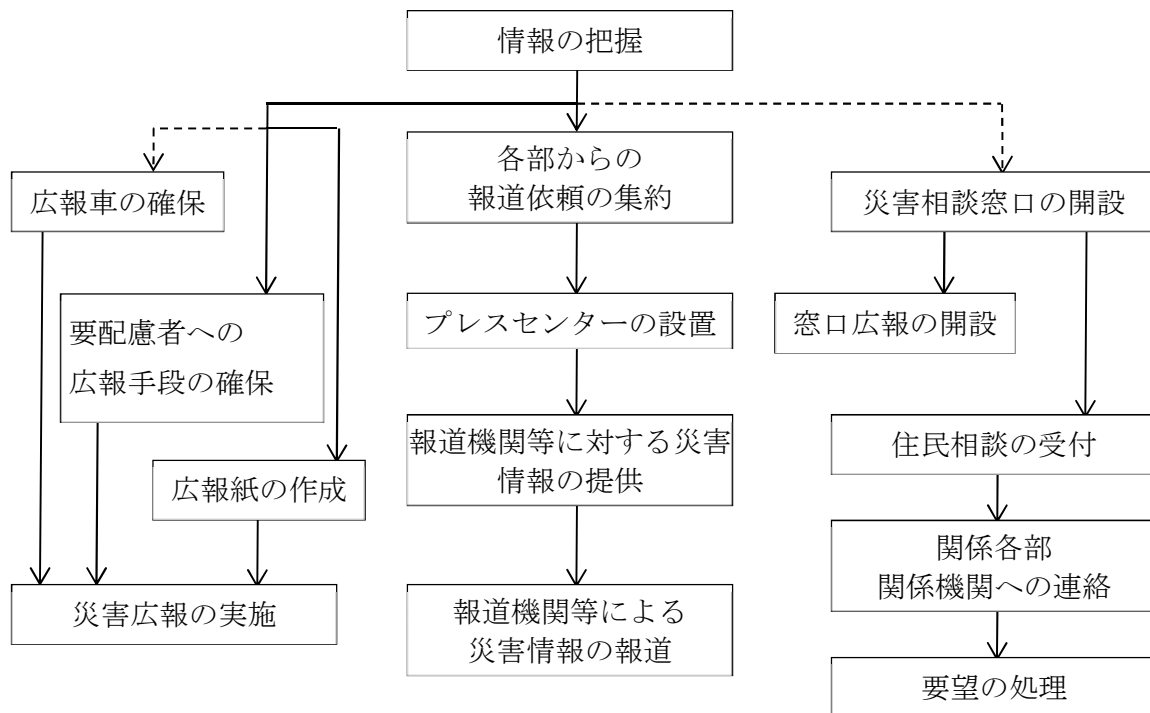 情報の把握
各部からの
報道依頼の集約
広報車の確保
災害相談窓口の開設
要配慮者への
広報手段の確保
プレスセンターの設置
窓口広報の開設
報道機関等に対する災害
情報の提供
住民相談の受付
広報紙の作成
関係各部
関係機関への連絡
災害広報の実施
報道機関等による
災害情報の報道
要望の処理